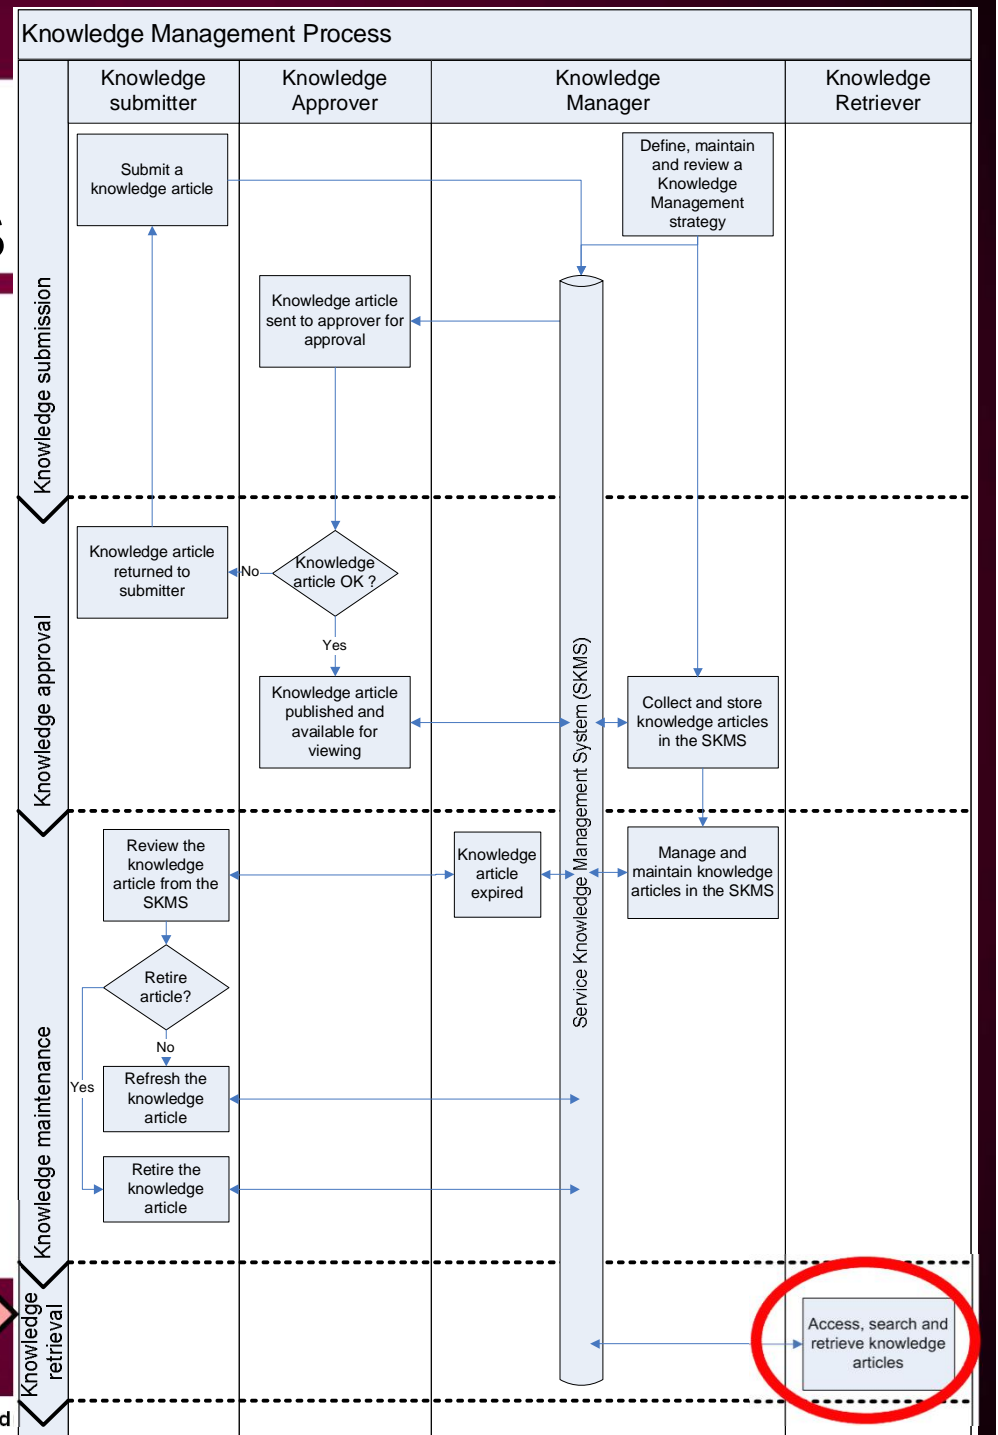 Knowledge Management Process
Knowledge
submitter
Knowledge
Approver
Knowledge
Manager
Knowledge
Retriever
Knowledge submission
Submit a
knowledge article
Define, maintain
and review a
Knowledge
Management
strategy
s
Knowledge article
sent to approver for
approval
Service Knowledge Management System (SKMS)
Knowledge approval
Knowledge article
returned to
submitter
No
Knowledge
article OK ?
Yes
Knowledge article
published and
available for
viewing
Collect and store
knowledge articles
in the SKMS
Knowledge maintenance
Review the
knowledge
article from the
SKMS
Knowledge
article
expired
Manage and
maintain knowledge
articles in the SKMS
Retire
article?
No
Yes
Refresh the
knowledge
article
Retire the
knowledge
article
Knowledge
retrieval
Access, search and
retrieve knowledge
articles
d